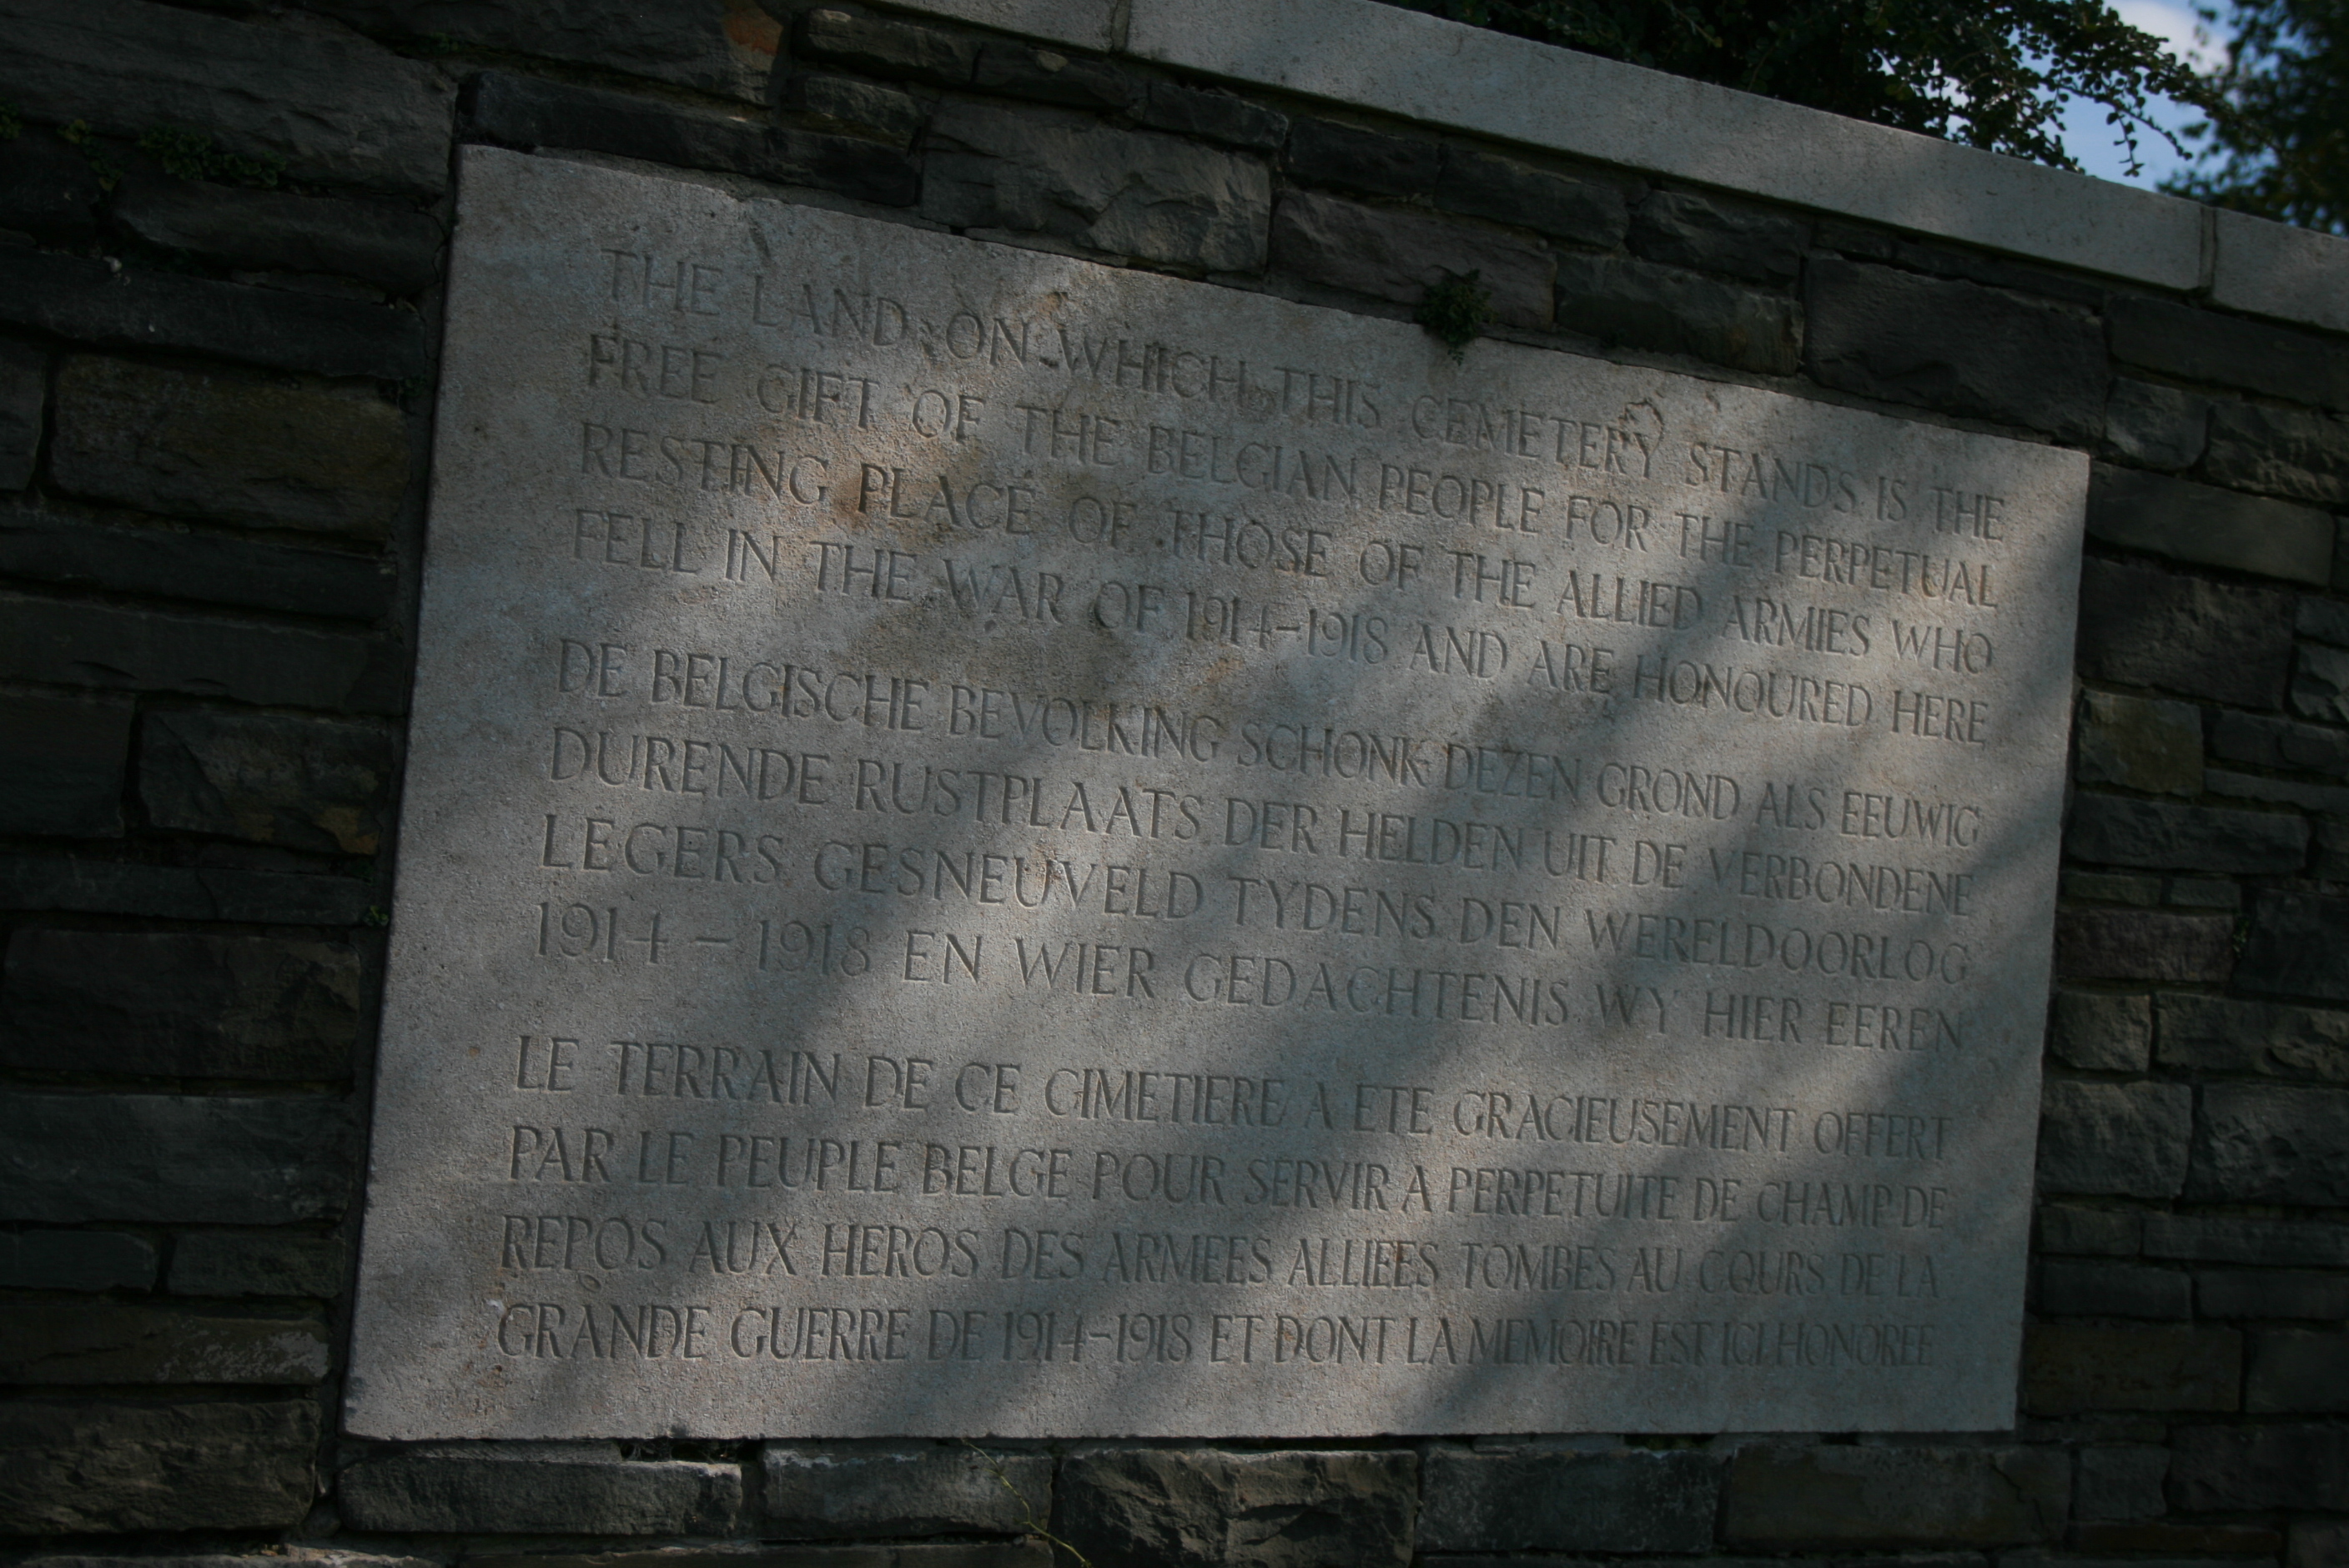 THE LAND ON WHICH THIS CEMETERY STANDS IS THE
FREE GIFT OF THE BELGIAN PEOPLE FOR THE PERPETUAL
RESTING PLACE OF THOSE OF THE ALLIED ARMIES WHO
FELL IN THE WAR OF 1914-1918 AND ARE HONOURED HERE
DE BELGISCHE BEVOLKING SCHONK DEZEN GROND ALS EEUWIG
DURENDE RUSTPLAATS DER HELDEN UIT DE VERBONDENE
LEGERS GESNEUVELD TYDENS DEN WERELDOORLOG
1914 - 1918 EN WIER GEDACHTENIS WY HIER EEREN
LE TERRAIN DE CE CIMETIERE A ETE GRACIEUSEMENT OFFERT
PAR LE PEUPLE BELGE POUR SERVIR A PERPETUITE DE CHAMP DE
REPOS AUX HEROS DES ARMEES ALLIEES TOMBES AU COURS DE LA
GRANDE GUERRE DE 1914-1918 ET DONT LA MEMOIRE EST ICI HONOREE